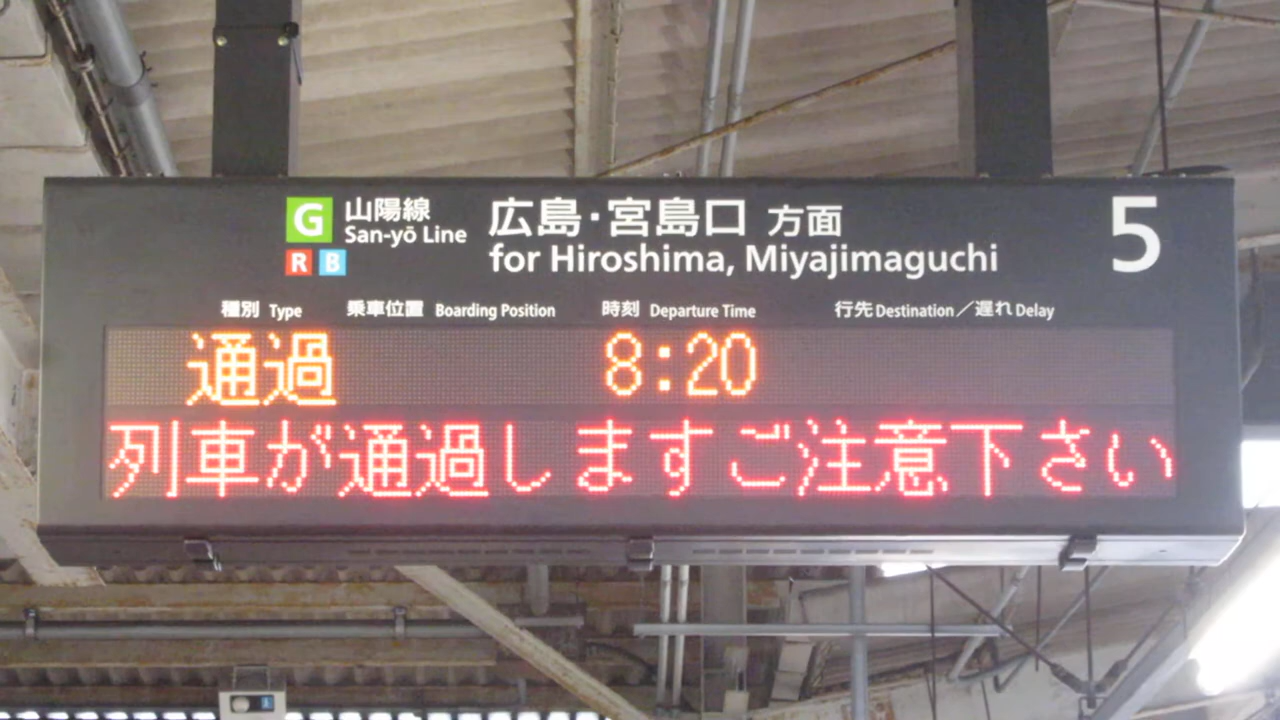 G 山陽線 広島・宮島口 方面 5
San-yō Line for Hiroshima, Miyajimaguchi
R B
種別 Type 乗車位置 Boarding Position 時刻 Departure Time 行先 Destination／遅れ Delay
通過 8:20
列車が通過しますご注意下さい